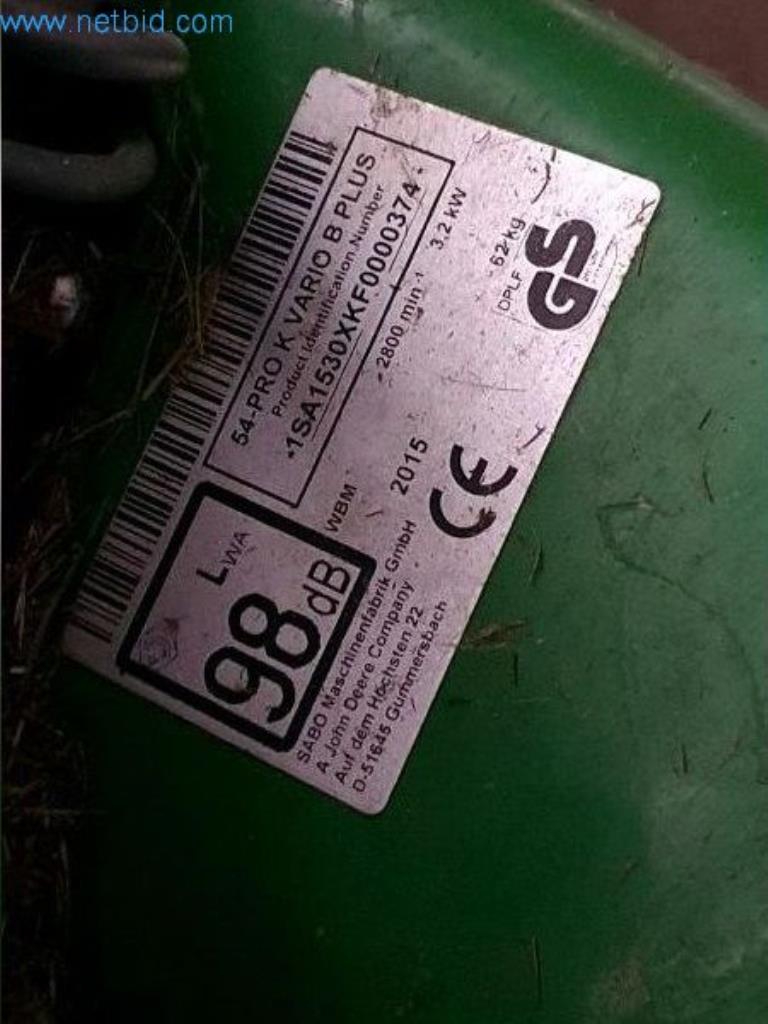 www.netbid.com
54-PRO K VARIO B PLUS
Product Identification Number
*1SA1530XKF0000374*
LWA
98
dB
WBM
2800 min-1
3,2 kW
SABO Maschinenfabrik GmbH
2015
62 kg
A John Deere Company
Auf dem Höchsten 22
D-51645 Gummersbach
CE
DPLF
GS